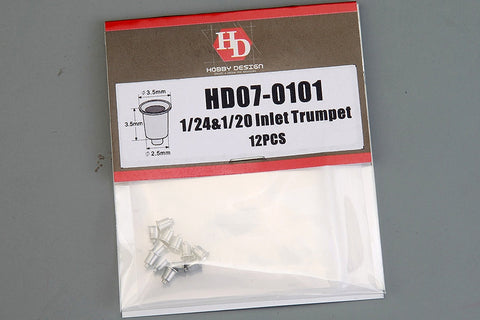 HD
HOBBY DESIGN
HD07-0101
1/24&1/20 Inlet Trumpet
12PCS
φ 3.5mm
3.5mm
φ 2.5mm